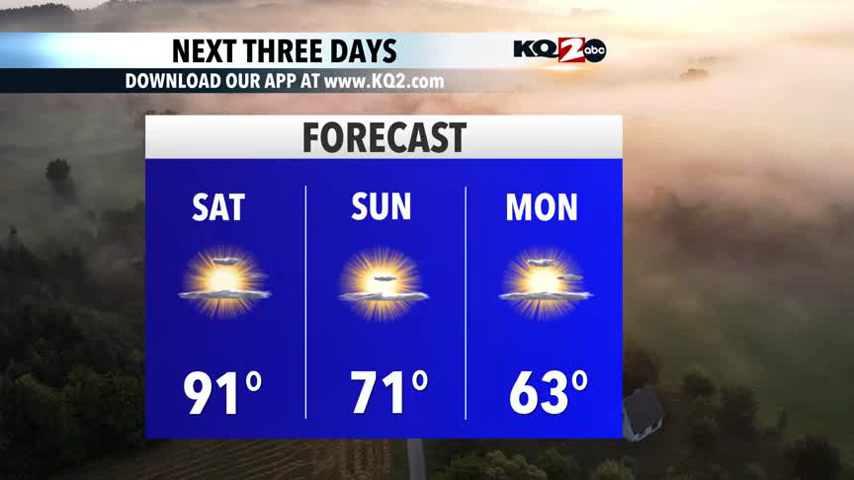 NEXT THREE DAYS
KQ2 abc
DOWNLOAD OUR APP AT www.KQ2.com
FORECAST
SAT SUN MON
91° 71° 63°